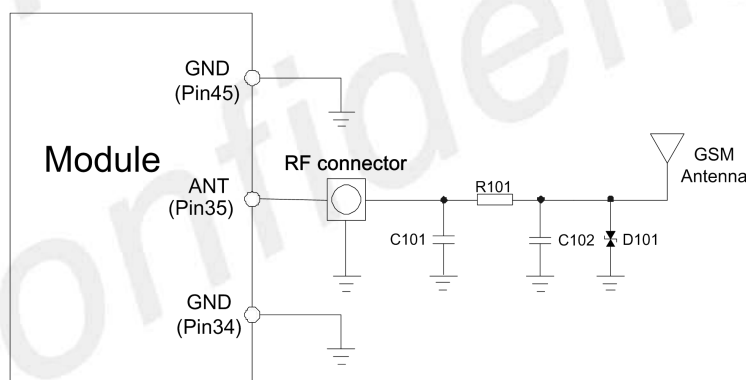 GND
(Pin45)
Module
RF connector
ANT
(Pin35)
R101
GSM
Antenna
C101
C102
D101
GND
(Pin34)